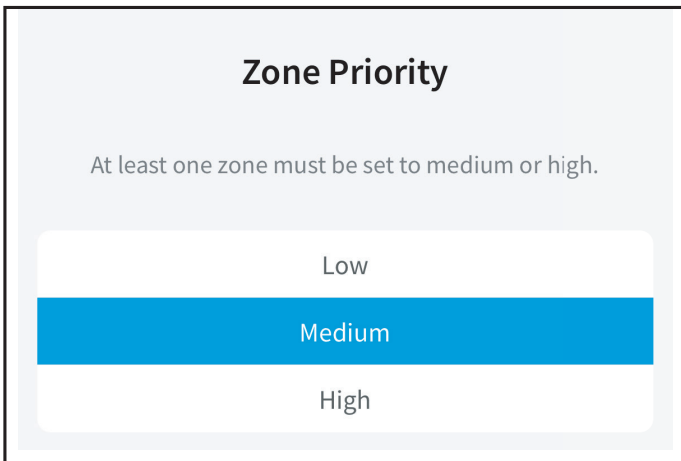 Zone Priority
At least one zone must be set to medium or high.
Low
Medium
High